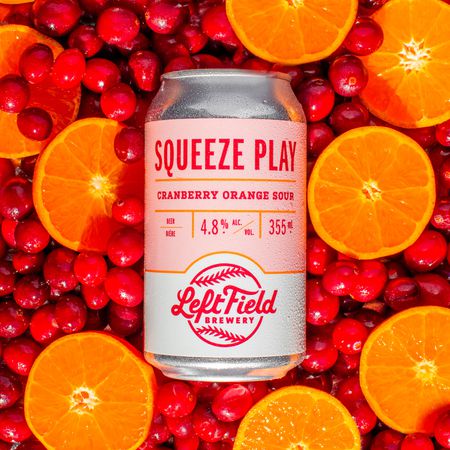 SQUEEZE PLAY
CRANBERRY ORANGE SOUR
BEER
BIÈRE
4.8% ALC./VOL.
355 mL
Left Field
BREWERY